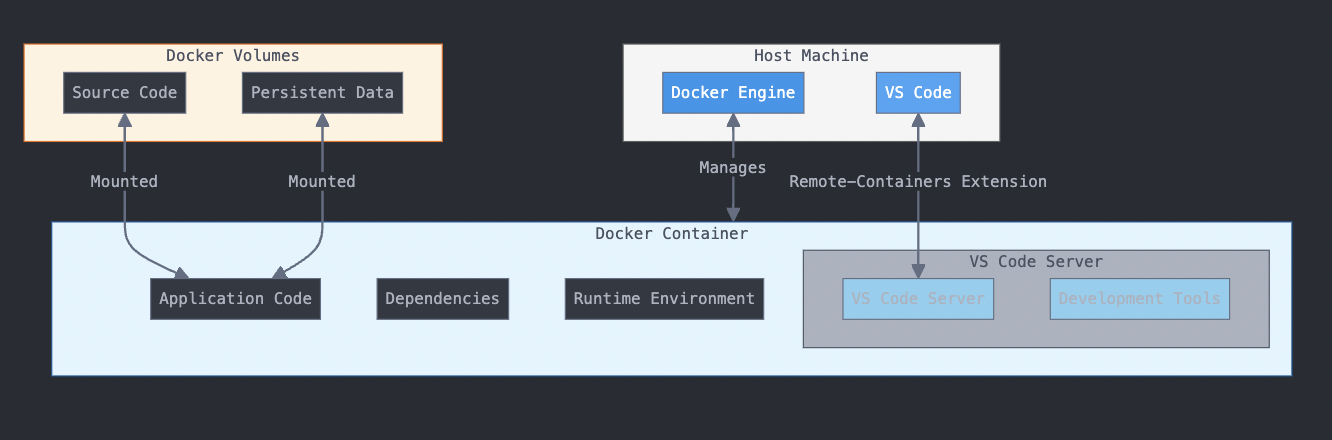 Docker Volumes
Source Code
Persistent Data
Host Machine
Docker Engine
VS Code
Mounted
Mounted
Manages
Remote-Containers Extension
Docker Container
Application Code
Dependencies
Runtime Environment
VS Code Server
VS Code Server
Development Tools